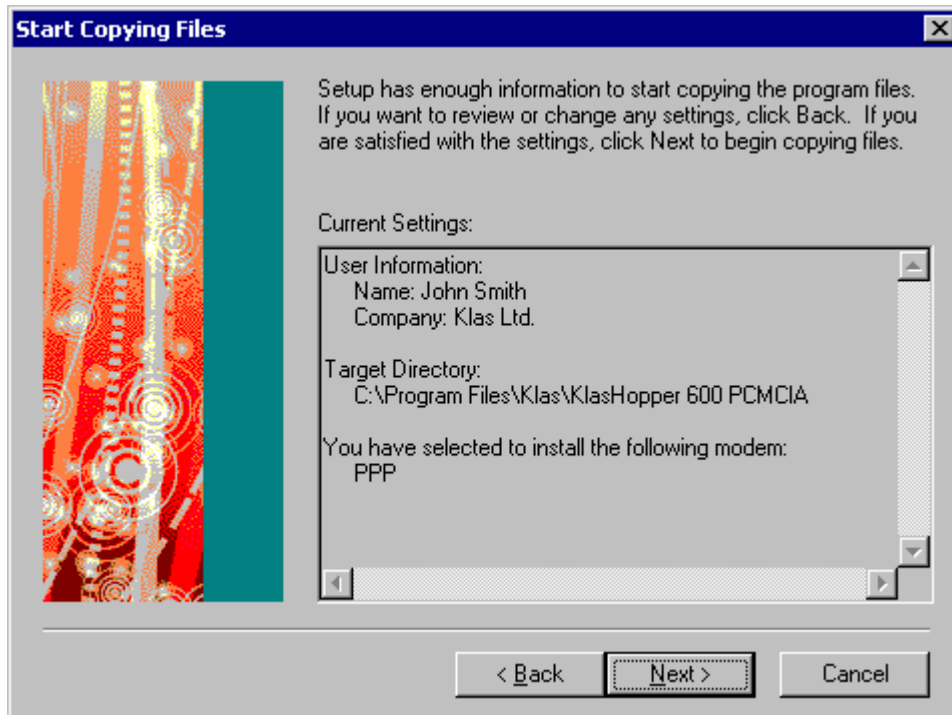 Start Copying Files
Setup has enough information to start copying the program files.
If you want to review or change any settings, click Back.  If you
are satisfied with the settings, click Next to begin copying files.
Current Settings:
User Information:
Name: John Smith
Company: Klas Ltd.
Target Directory:
C:\Program Files\Klas\KlasHopper 600 PCMCIA
You have selected to install the following modem:
PPP
< Back
Next >
Cancel